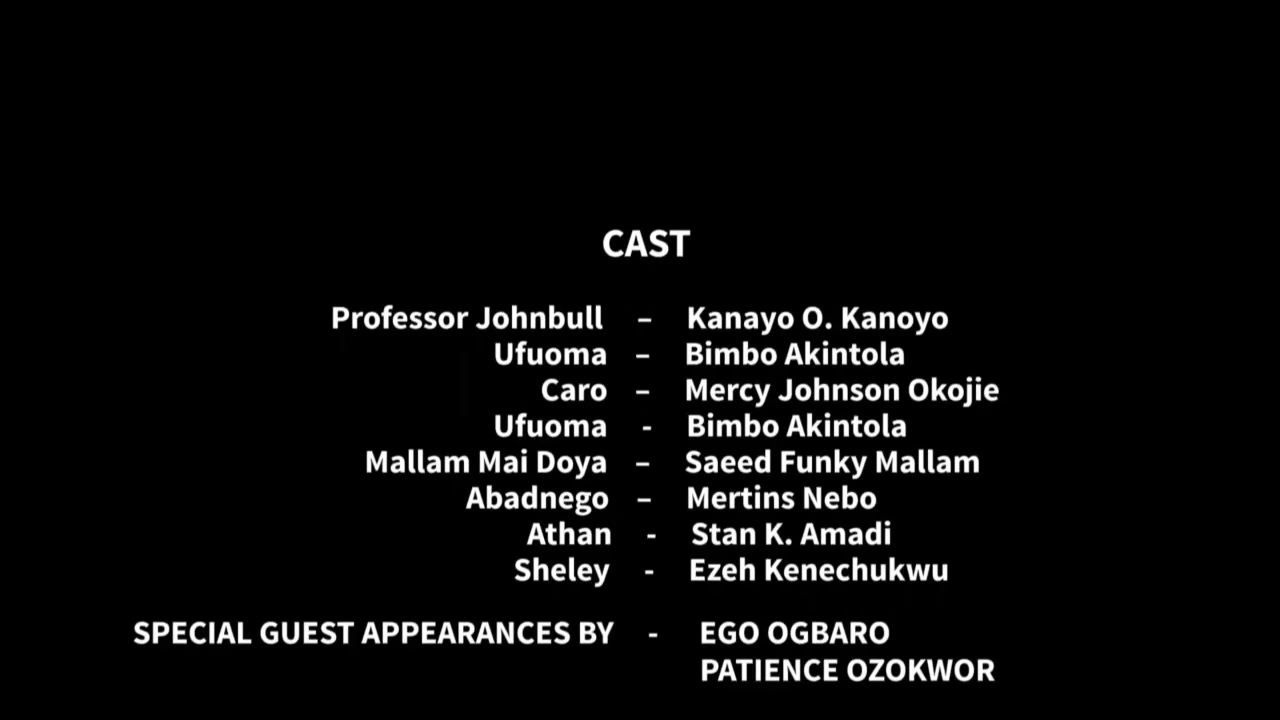 CAST
Professor Johnbull – Kanayo O. Kanoyo
Ufuoma – Bimbo Akintola
Caro – Mercy Johnson Okojie
Ufuoma - Bimbo Akintola
Mallam Mai Doya – Saeed Funky Mallam
Abadnego – Mertins Nebo
Athan - Stan K. Amadi
Sheley - Ezeh Kenechukwu
SPECIAL GUEST APPEARANCES BY - EGO OGBARO
PATIENCE OZOKWOR